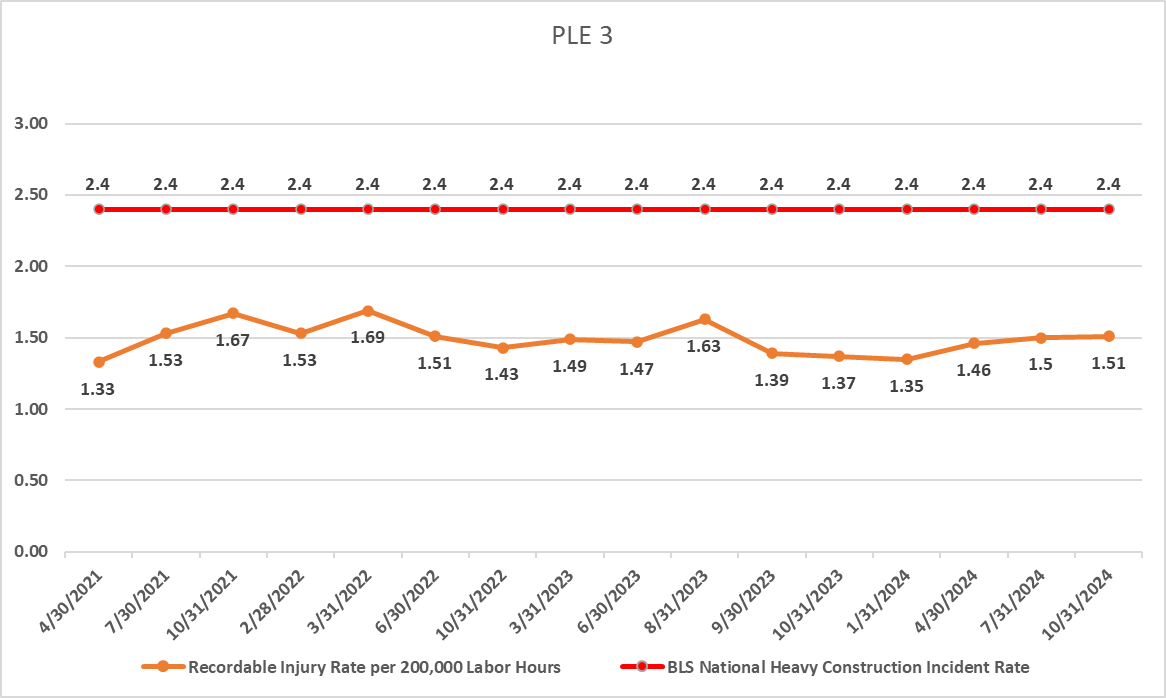 PLE 3
3.00
2.4 2.4 2.4 2.4 2.4 2.4 2.4 2.4 2.4 2.4 2.4 2.4 2.4 2.4 2.4 2.4
2.50
2.00
1.50
1.33 1.53 1.67 1.53 1.69 1.51 1.43 1.49 1.47 1.63 1.39 1.37 1.35 1.46 1.5 1.51
1.00
0.50
0.00
4/30/2021 7/30/2021 10/31/2021 2/28/2022 3/31/2022 6/30/2022 10/31/2022 3/31/2023 6/30/2023 8/31/2023 9/30/2023 10/31/2023 1/31/2024 4/30/2024 7/31/2024 10/31/2024
Recordable Injury Rate per 200,000 Labor Hours BLS National Heavy Construction Incident Rate